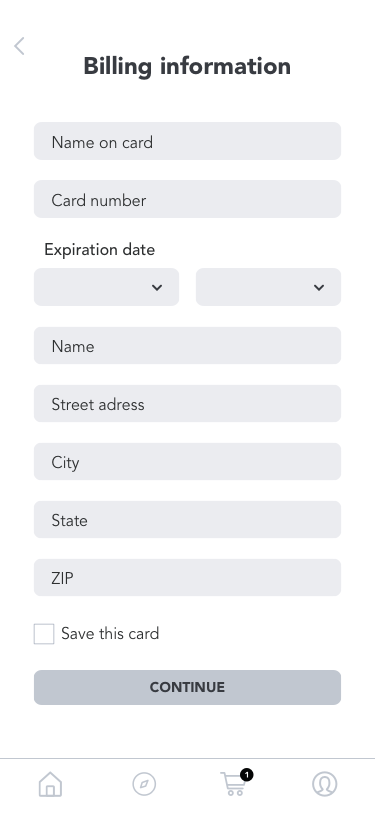 Billing information
Name on card
Card number
Expiration date
Name
Street adress
City
State
ZIP
Save this card
CONTINUE
1